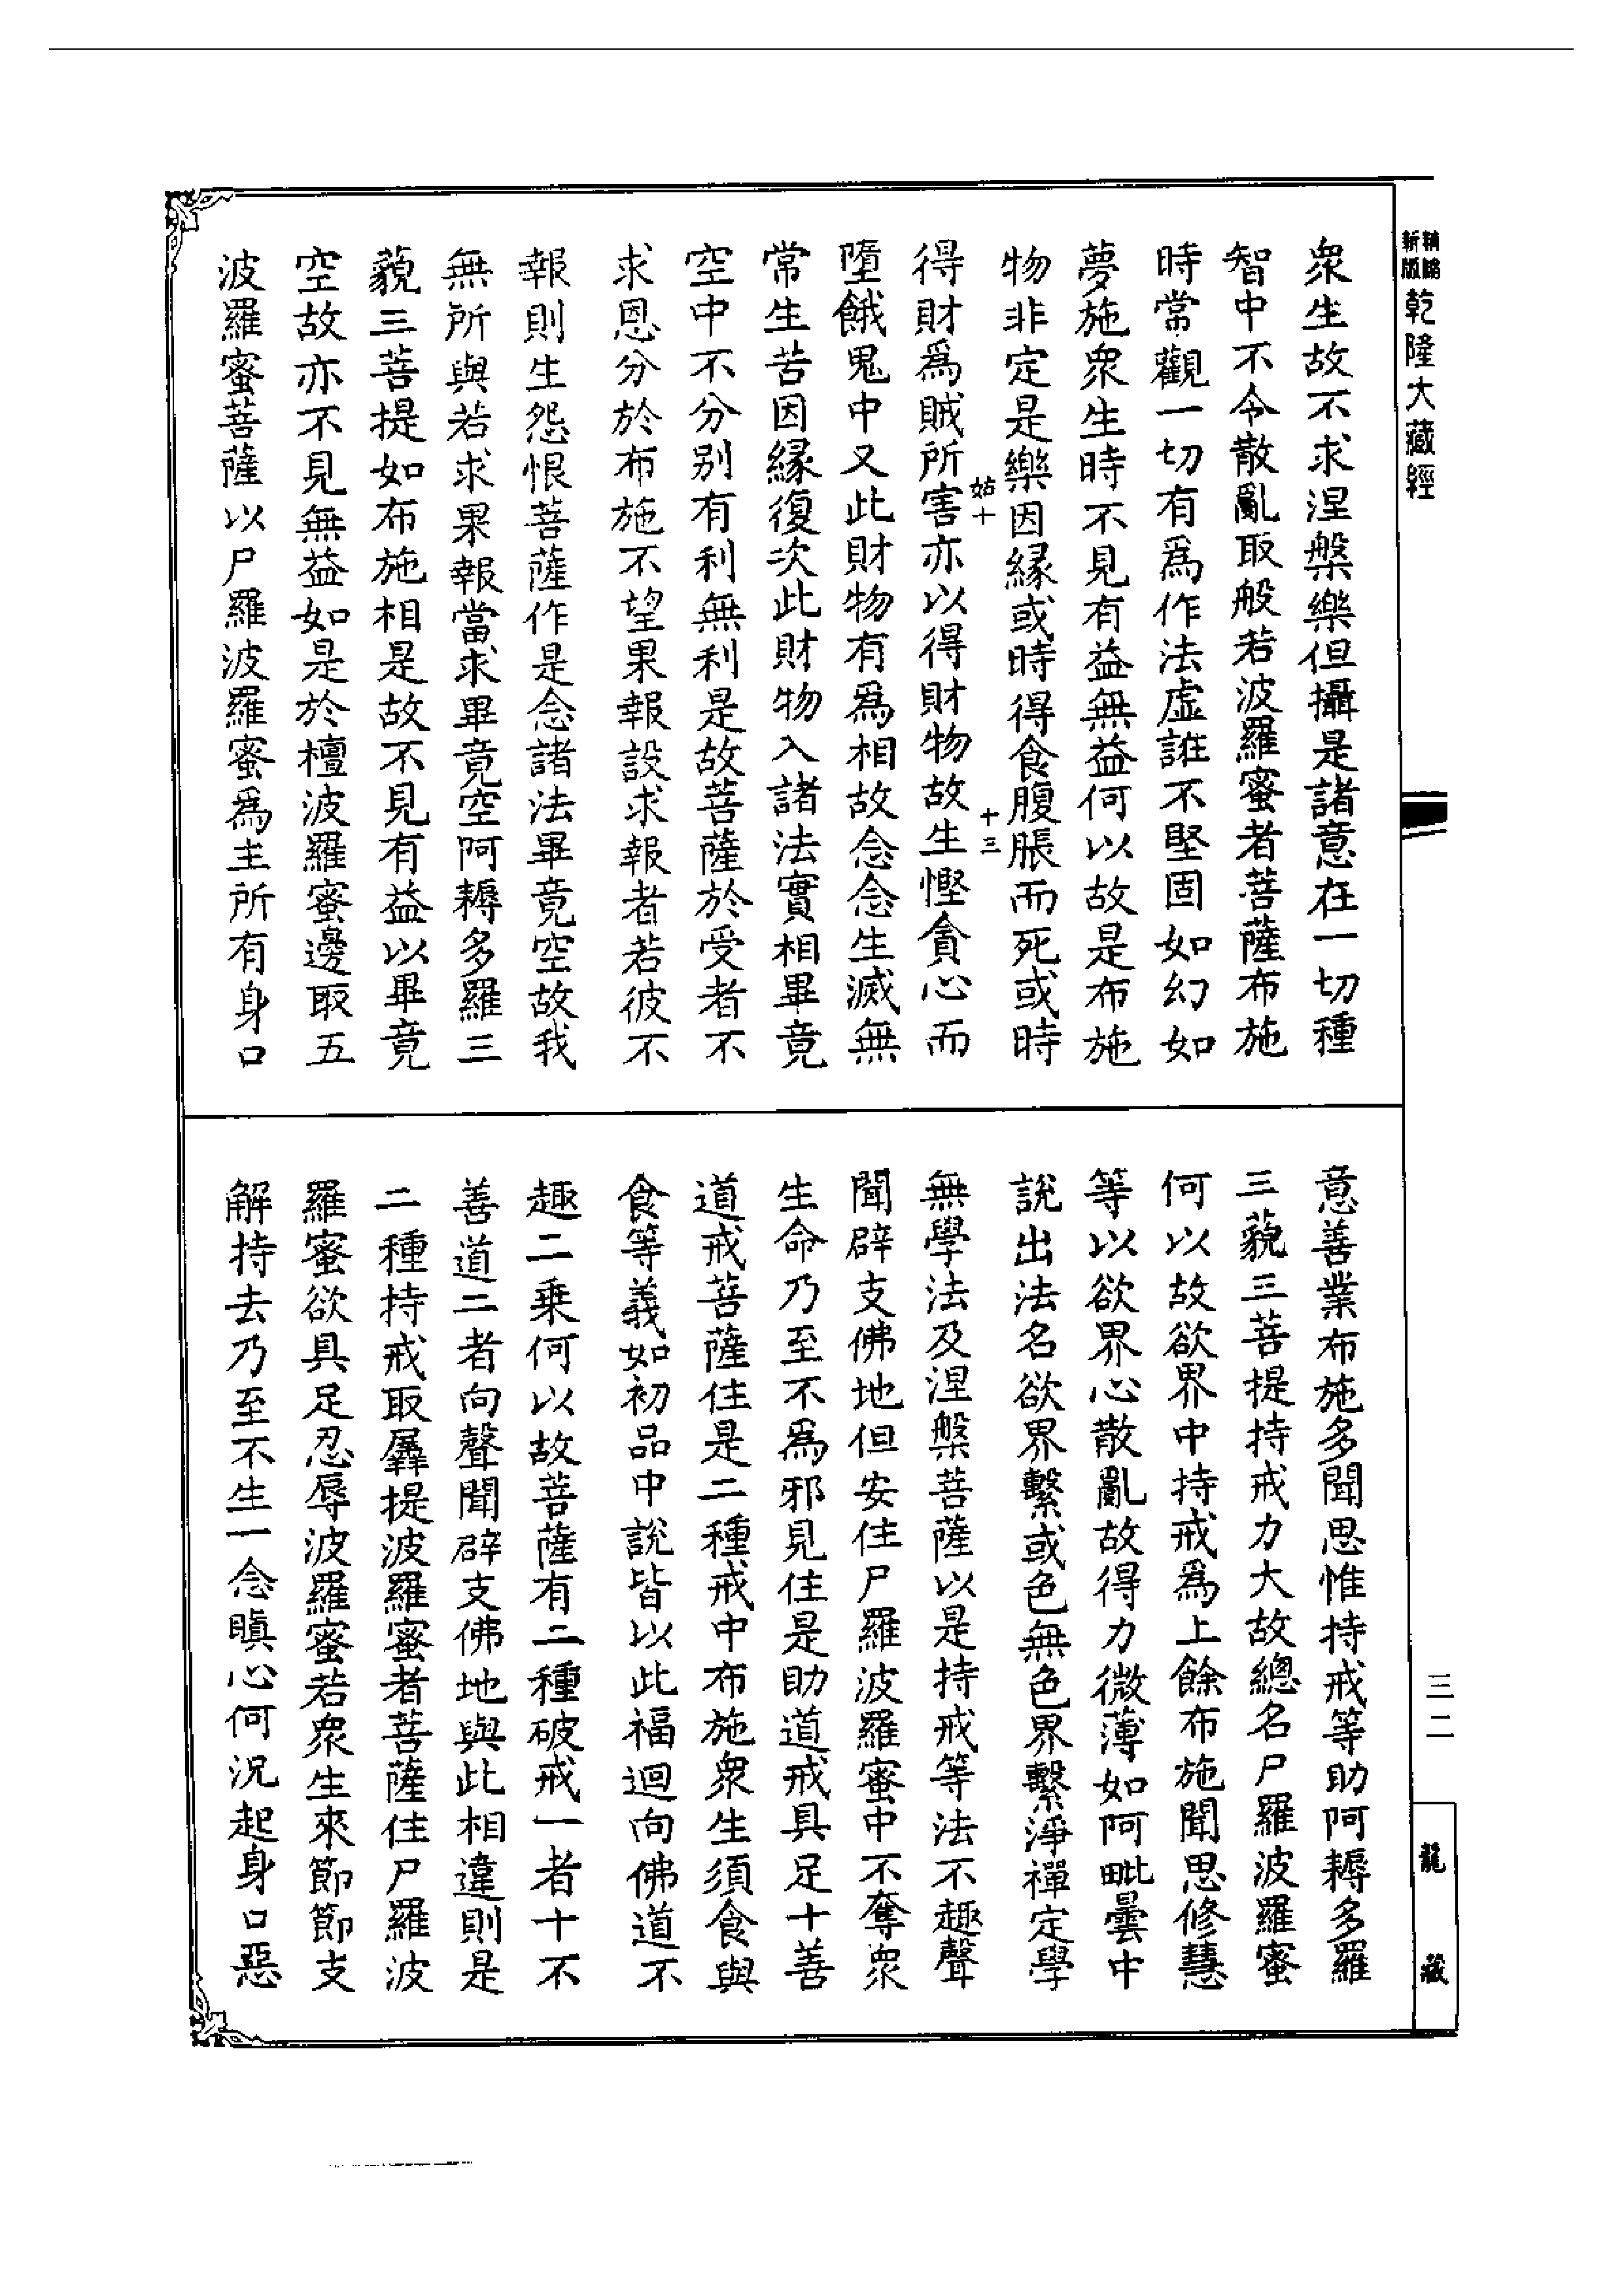 精縮
新版
乾隆大藏經
衆生故不求涅槃樂但攝是諸意在一切種
智中不令散亂取般若波羅蜜者菩薩布施
時常觀一切有爲作法虛誑不堅固如幻如
夢施衆生時不見有益無益何以故是布施
物非定是樂因緣或時得食腹脹而死或時
姑十
十三
得財爲賊所害亦以得財物故生慳貪心而
墮餓鬼中又此財物有爲相故念念生滅無
常生苦因緣復次此財物入諸法實相畢竟
空中不分別有利無利是故菩薩於受者不
求恩分於布施不望果報設求報者若彼不
報則生怨恨菩薩作是念諸法畢竟空故我
無所與若求果報當求畢竟空阿耨多羅三
藐三菩提如布施相是故不見有益以畢竟
空故亦不見無益如是於檀波羅蜜邊取五
波羅蜜菩薩以尸羅波羅蜜爲主所有身口
意善業布施多聞思惟持戒等助阿耨多羅
三藐三菩提持戒力大故總名尸羅波羅蜜
何以故欲界中持戒爲上餘布施聞思修慧
等以欲界心散亂故得力微薄如阿毗曇中
說出法名欲界繫或色無色界繫淨禪定學
無學法及涅槃菩薩以是持戒等法不趣聲
聞辟支佛地但安住尸羅波羅蜜中不奪衆
生命乃至不爲邪見住是助道戒具足十善
道戒菩薩住是二種戒中布施衆生須食與
食等義如初品中說皆以此福迴向佛道不
趣二乘何以故菩薩有二種破戒一者十不
善道二者向聲聞辟支佛地與此相違則是
二種持戒取羼提波羅蜜者菩薩住尸羅波
羅蜜欲具足忍辱波羅蜜若衆生來節節支
解持去乃至不生一念瞋心何況起身口惡
三二
龍藏